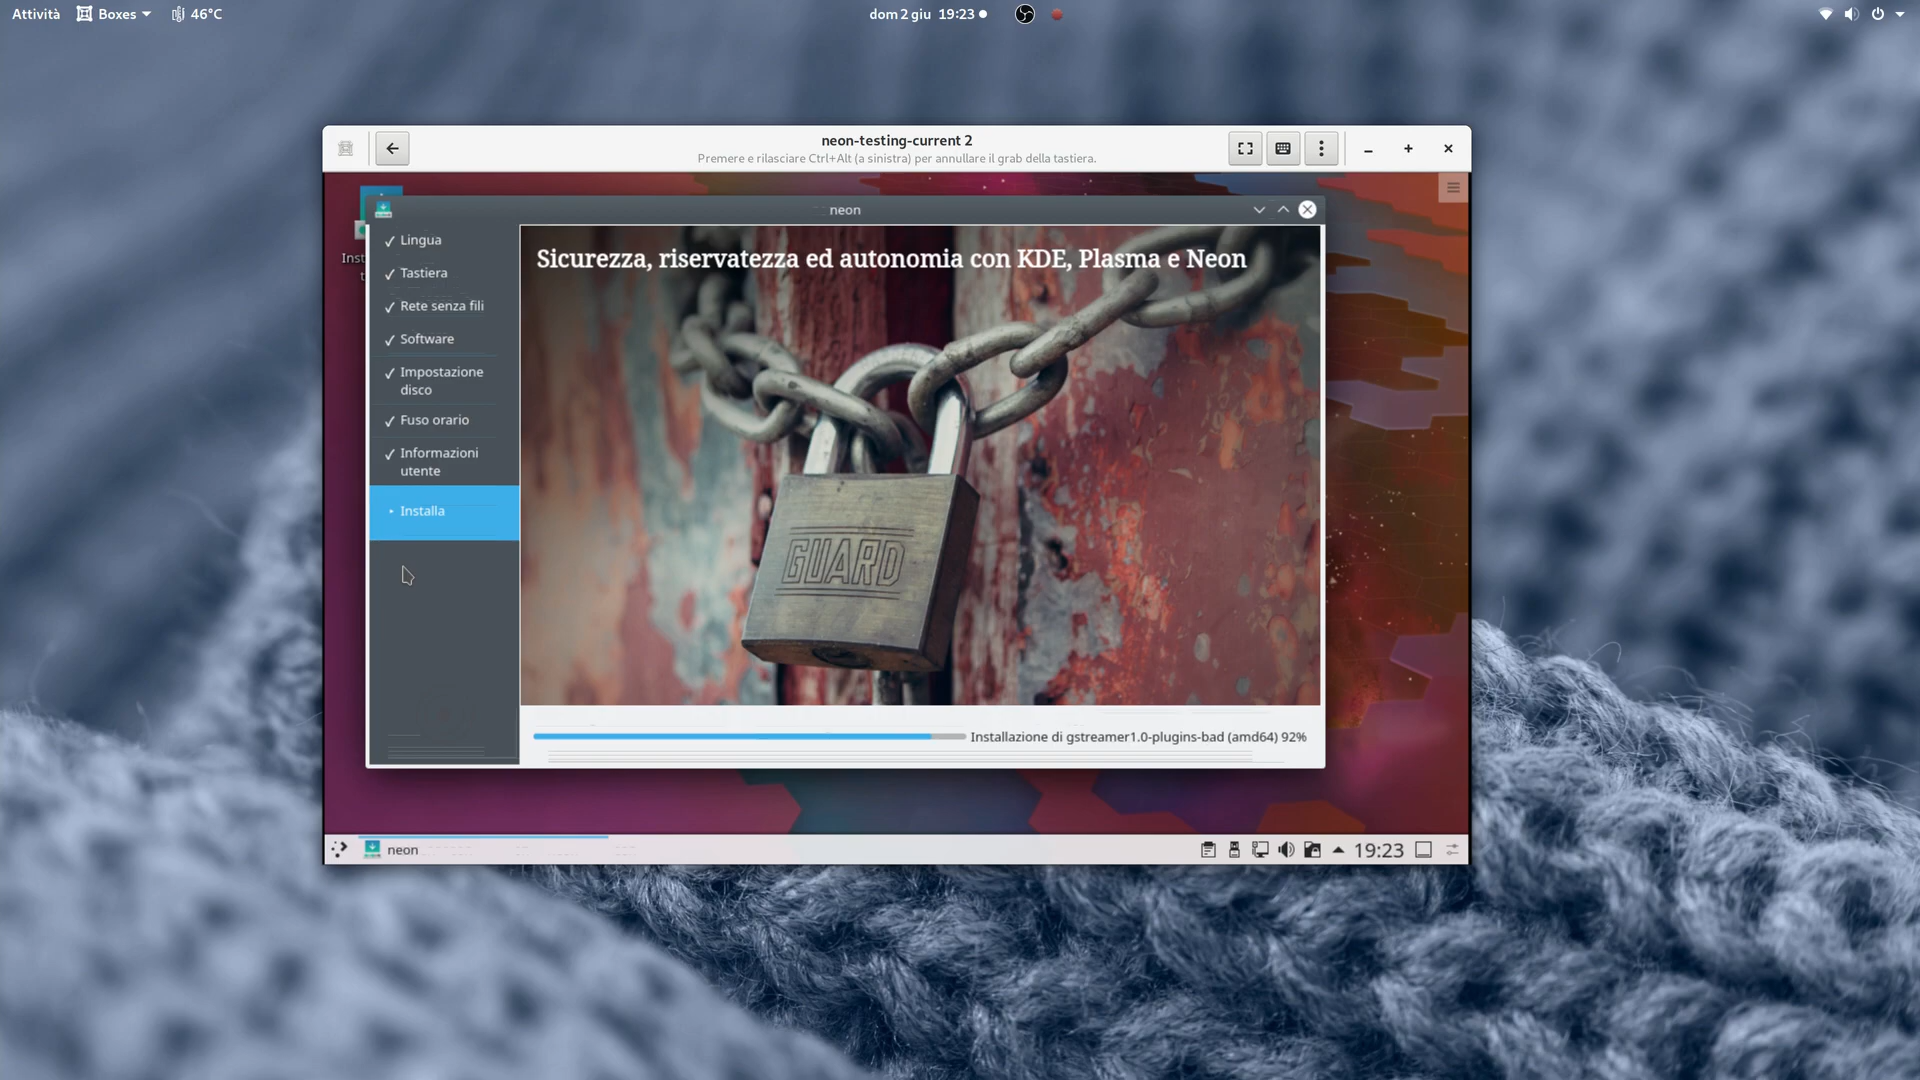 Attività Boxes 46°C dom 2 giu 19:23
neon-testing-current 2
Premere e rilasciare Ctrl+Alt (a sinistra) per annullare il grab della tastiera.
Inst
t
neon
Lingua
Tastiera
Rete senza fili
Software
Impostazione
disco
Fuso orario
Informazioni
utente
Installa
Sicurezza, riservatezza ed autonomia con KDE, Plasma e Neon
GUARD
Installazione di gstreamer1.0-plugins-bad (amd64) 92%
neon 19:23